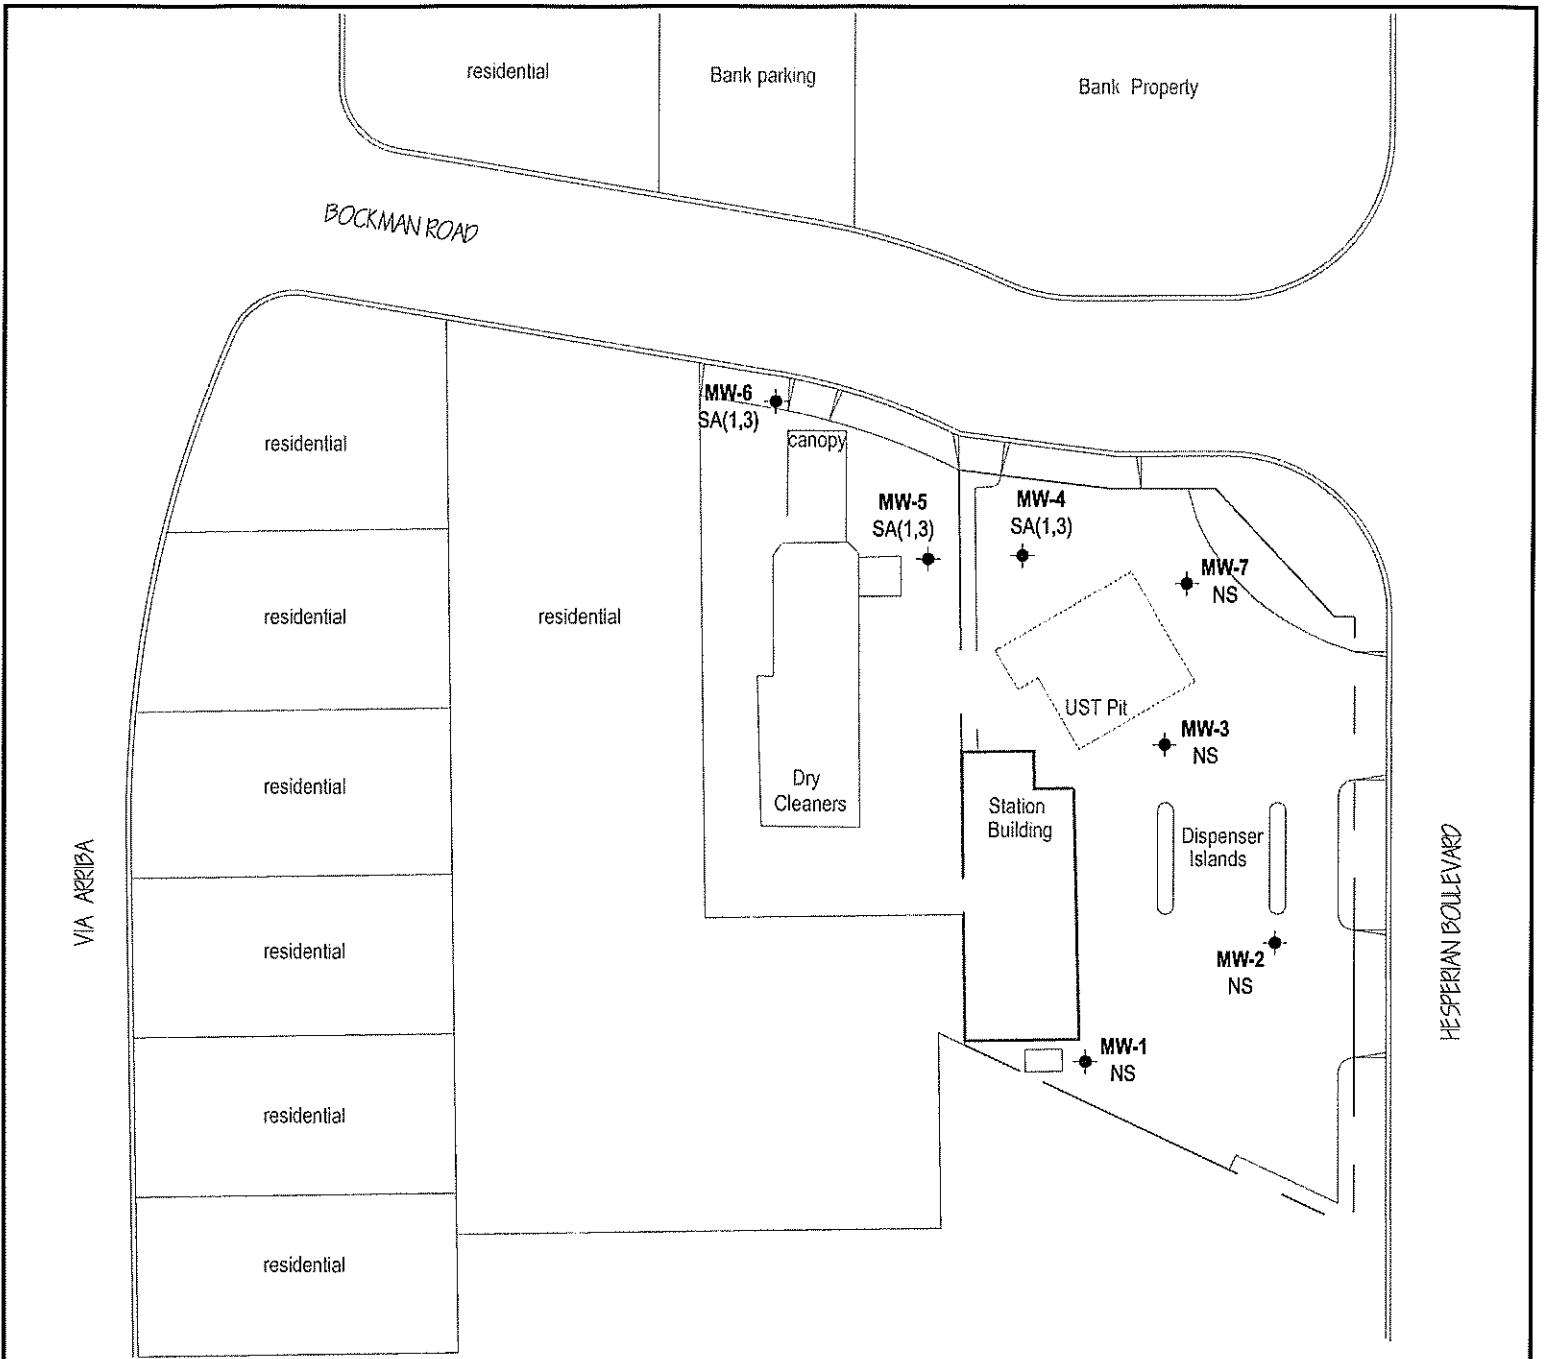 residential
Bank parking
Bank Property
BOCKMAN ROAD
MW-6
SA(1,3)
canopy
residential
MW-5
SA(1,3)
MW-4
SA(1,3)
MW-7
NS
residential
residential
UST Pit
MW-3
NS
residential
Dry
Cleaners
Station
Building
Dispenser
Islands
VIA ARRIBA
HESPERIAN BOULEVARD
residential
MW-2
NS
MW-1
NS
residential
residential